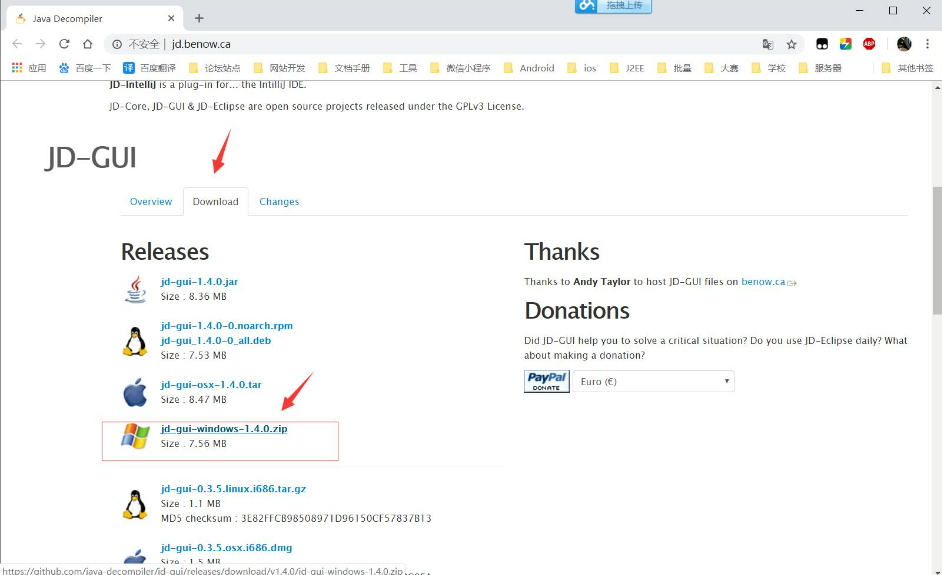 Java Decompiler
拖拽上传
不安全 | jd.benow.ca
ABP
应用 百度一下 译 百度翻译 论坛站点 网站开发 文档手册 工具 微信小程序 Android ios J2EE 批量 大赛 学校 服务器 其他书签
JD-IntelliJ is a plug-in for... the IntilliJ IDE.
JD-Core, JD-GUI & JD-Eclipse are open source projects released under the GPLv3 License.
JD-GUI
Overview Download Changes
Releases
jd-gui-1.4.0.jar
Size : 8.36 MB
jd-gui-1.4.0-0.noarch.rpm
jd-gui_1.4.0-0_all.deb
Size : 7.53 MB
jd-gui-osx-1.4.0.tar
Size : 8.47 MB
jd-gui-windows-1.4.0.zip
Size : 7.56 MB
jd-gui-0.3.5.linux.i686.tar.gz
Size : 1.1 MB
MD5 checksum : 3E82FFCB98508971D96150CF57837B13
jd-gui-0.3.5.osx.i686.dmg
Size : 1.5 MB
Thanks
Thanks to Andy Taylor to host JD-GUI files on benow.ca
Donations
Did JD-GUI help you to solve a critical situation? Do you use JD-Eclipse daily? What
about making a donation?
PayPal
DONATE
Euro (€)
https://github.com/java-decompiler/jd-gui/releases/download/v1.4.0/jd-gui-windows-1.4.0.zip